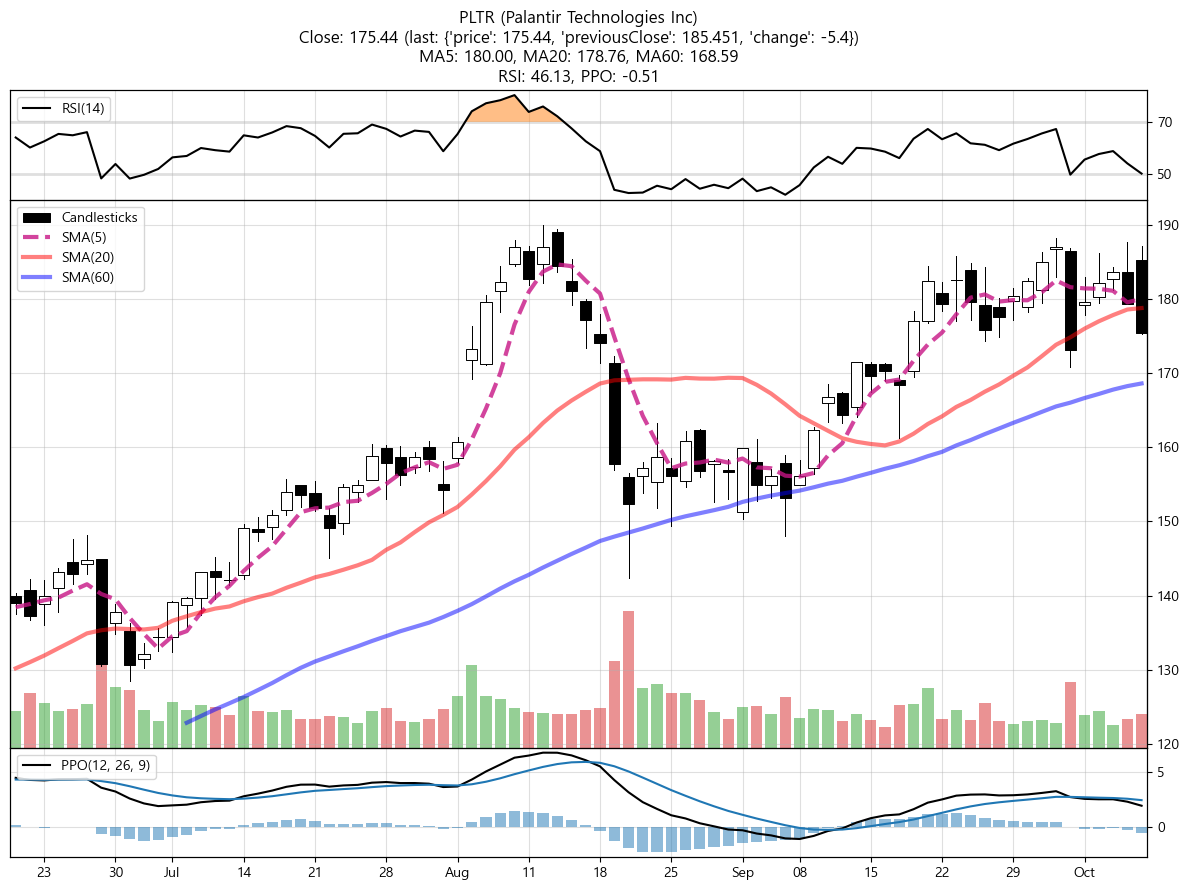 PLTR (Palantir Technologies Inc)
Close: 175.44 (last: {'price': 175.44, 'previousClose': 185.451, 'change': -5.4})
MA5: 180.00, MA20: 178.76, MA60: 168.59
RSI: 46.13, PPO: -0.51
RSI(14)
70
50
Candlesticks
SMA(5)
SMA(20)
SMA(60)
190
180
170
160
150
140
130
120
PPO(12, 26, 9)
5
0
23 30 Jul 14 21 28 Aug 11 18 25 Sep 08 15 22 29 Oct